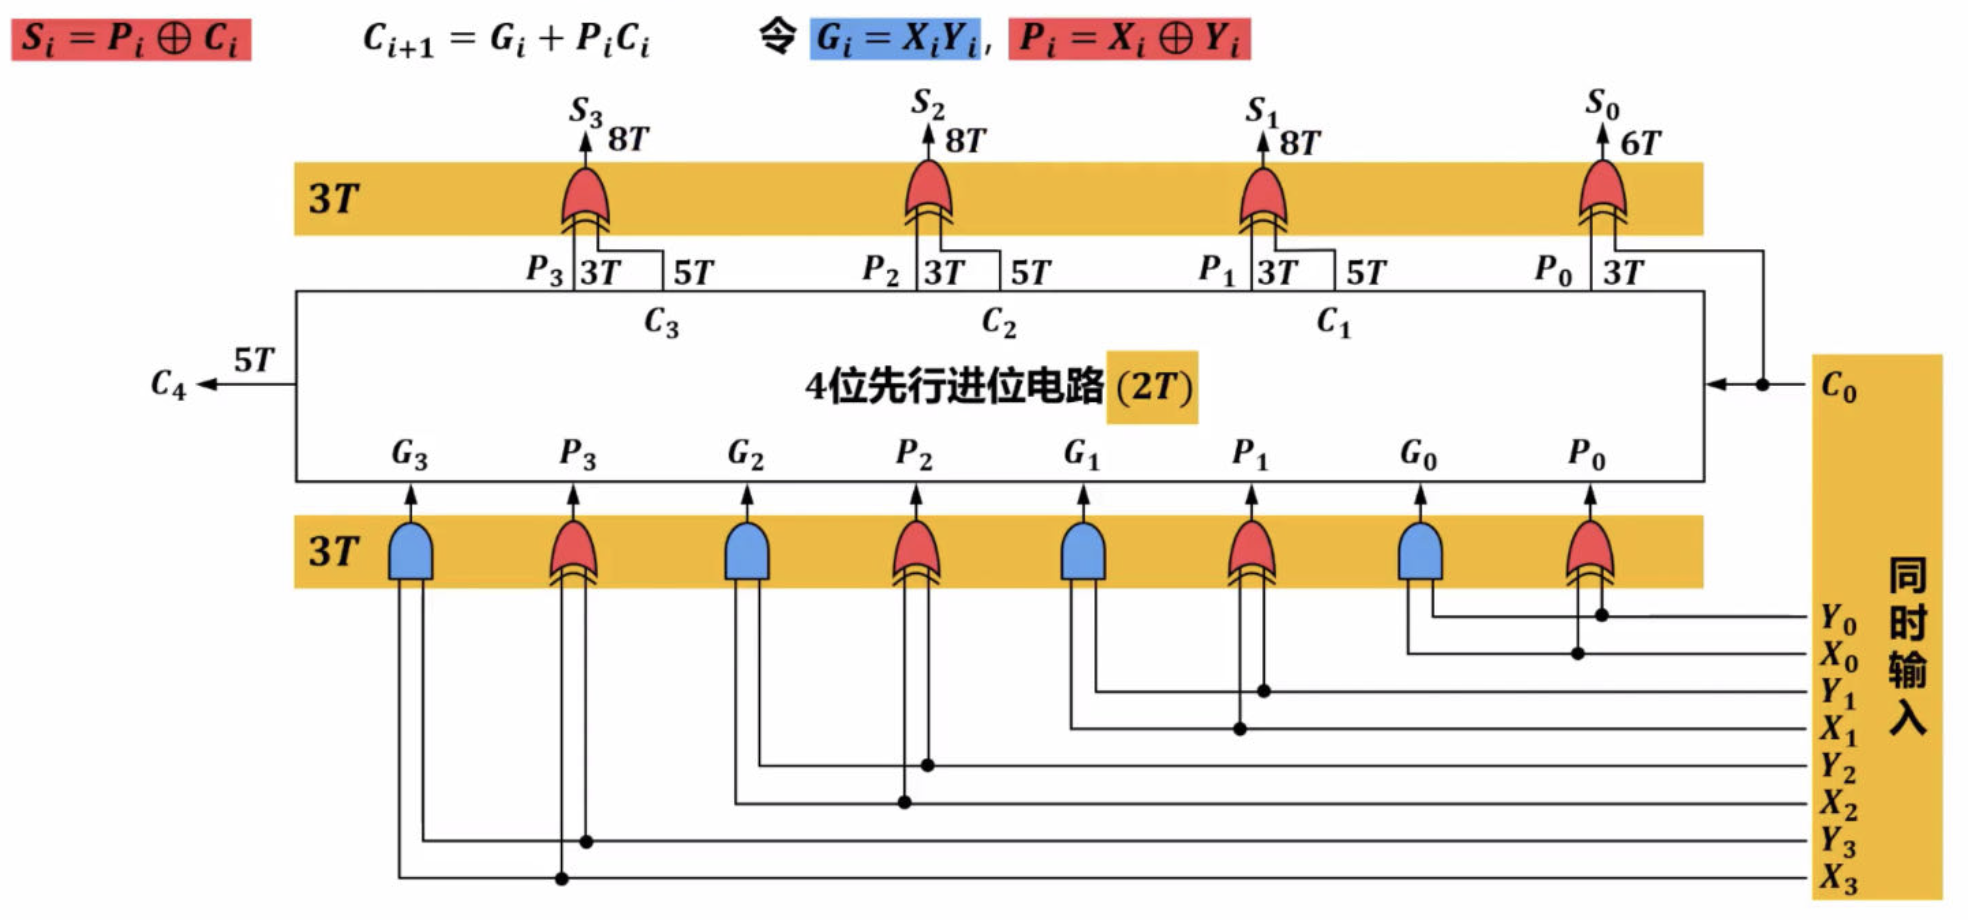 S_i = P_i ⊕ C_i C_{i+1} = G_i + P_iC_i 令 G_i = X_iY_i, P_i = X_i ⊕ Y_i
S_3 S_2 S_1 S_0
8T 8T 8T 6T
3T
P_3 3T 5T P_2 3T 5T P_1 3T 5T P_0 3T
C_3 C_2 C_1
5T
C_4 4位先行进位电路 (2T) C_0
G_3 P_3 G_2 P_2 G_1 P_1 G_0 P_0
3T
同时输入
Y_0
X_0
Y_1
X_1
Y_2
X_2
Y_3
X_3